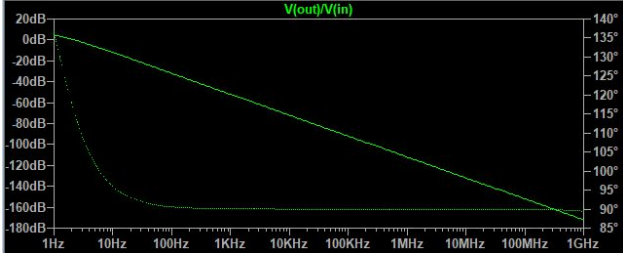 V(out)/V(in)
20dB 140°
0dB 135°
-20dB 130°
-40dB 125°
-60dB 120°
-80dB 115°
-100dB 110°
-120dB 105°
-140dB 100°
-160dB 95°
-180dB 90°
85°
1Hz 10Hz 100Hz 1KHz 10KHz 100KHz 1MHz 10MHz 100MHz 1GHz